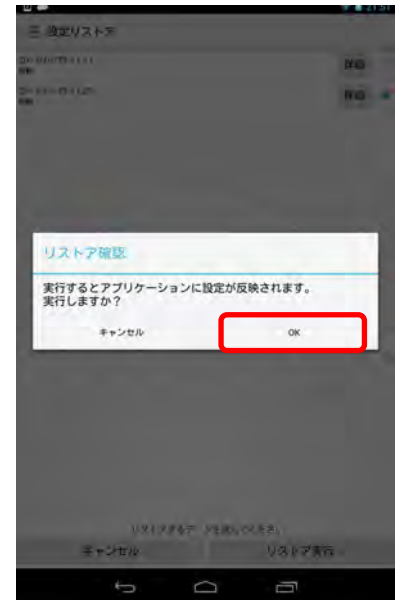 21:51
設定リストア
詳細
詳細
リストア確認
実行するとアプリケーションに設定が反映されます。
実行しますか？
キャンセル
OK
キャンセル
リストア実行